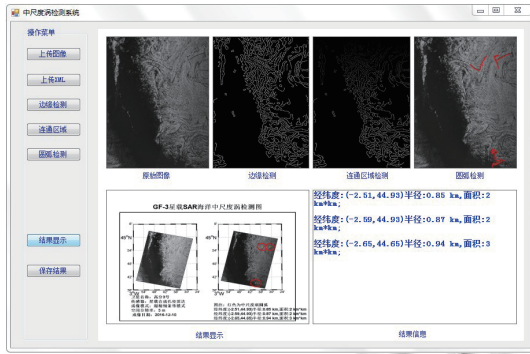 中尺度涡检测系统
操作菜单
上传图像
上传XML
边缘检测
连通区域
圆弧检测
结果显示
保存结果
原始图像
边缘检测
连通区域检测
圆弧检测
GF-3星载SAR海洋中尺度涡检测图
45°N
45°N
3°W
3°W
结果显示
经纬度:(-2.51,44.93)半径:0.85 km,面积:2
km*km;
经纬度:(-2.59,44.93)半径:0.87 km,面积:2
km*km;
经纬度:(-2.65,44.65)半径:0.94 km,面积:3
km*km;
结果信息